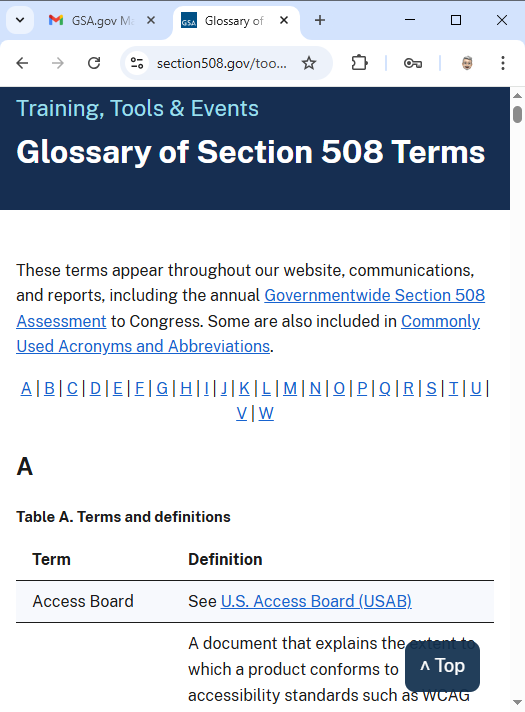 GSA.gov Ma
GSA
Glossary of
section508.gov/too...
Training, Tools & Events
Glossary of Section 508 Terms
These terms appear throughout our website, communications,
and reports, including the annual Governmentwide Section 508
Assessment to Congress. Some are also included in Commonly
Used Acronyms and Abbreviations.
A | B | C | D | E | F | G | H | I | J | K | L | M | N | O | P | Q | R | S | T | U |
V | W
A
Table A. Terms and definitions
Term Definition
Access Board See U.S. Access Board (USAB)
A document that explains the extent to
which a product conforms to
accessibility standards such as WCAG
^ Top